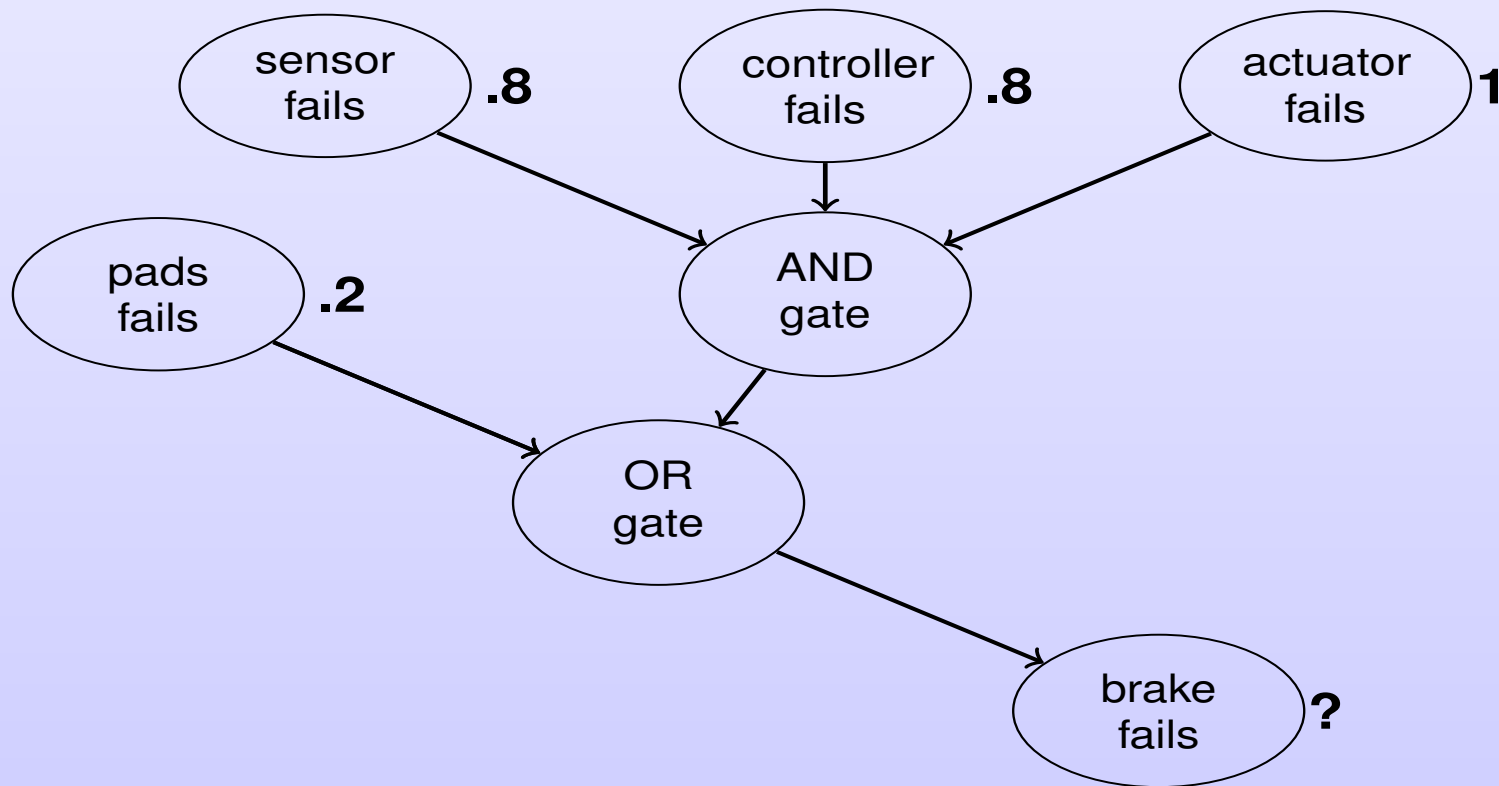 sensor
fails
.8
controller
fails
.8
actuator
fails
1
pads
fails
.2
AND
gate
OR
gate
brake
fails
?